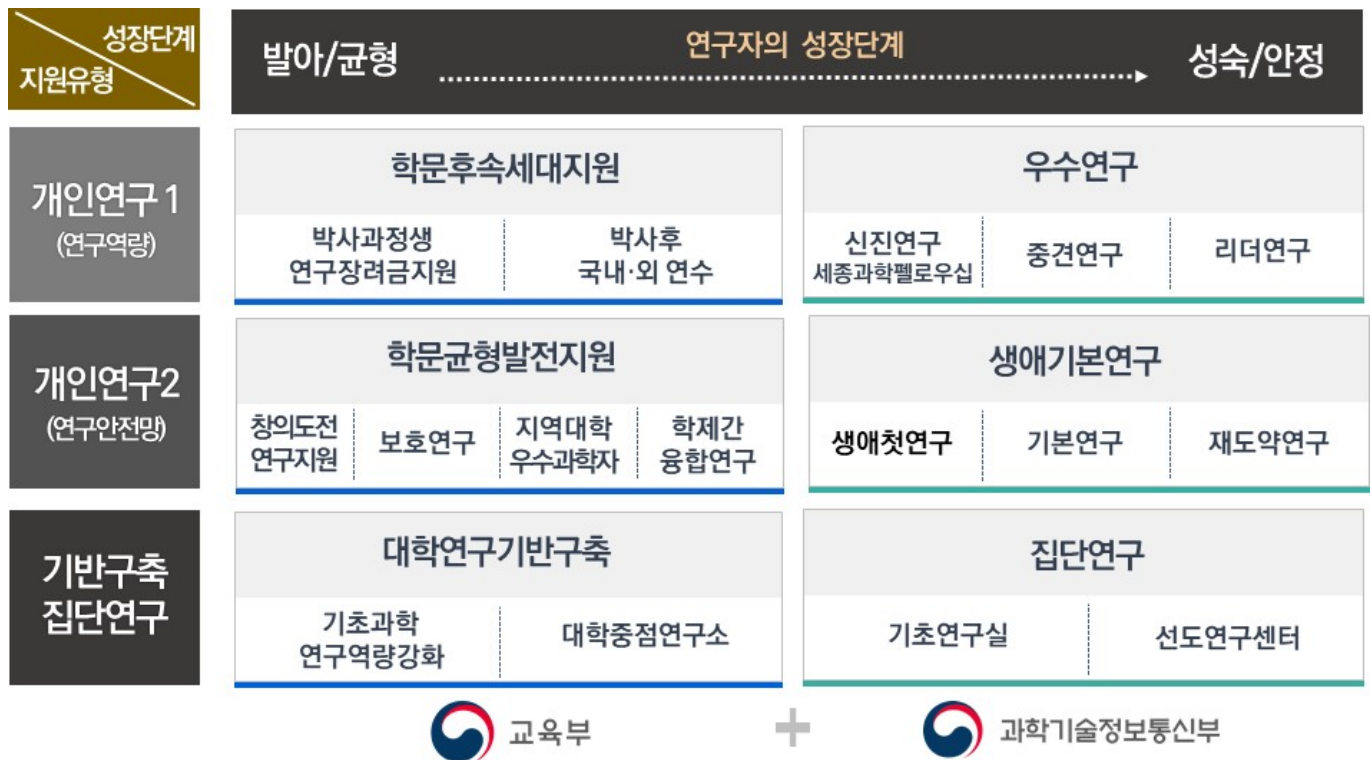 성장단계
지원유형
발아/균형
연구자의 성장단계
성숙/안정
개인연구 1
(연구역량)
학문후속세대지원
박사과정생
연구장려금지원
박사후
국내·외 연수
우수연구
신진연구
세종과학펠로우십
중견연구
리더연구
개인연구2
(연구안전망)
학문균형발전지원
창의도전
연구지원
보호연구
지역대학
우수과학자
학제간
융합연구
생애기본연구
생애첫연구
기본연구
재도약연구
기반구축
집단연구
대학연구기반구축
기초과학
연구역량강화
대학중점연구소
집단연구
기초연구실
선도연구센터
교육부
+
과학기술정보통신부